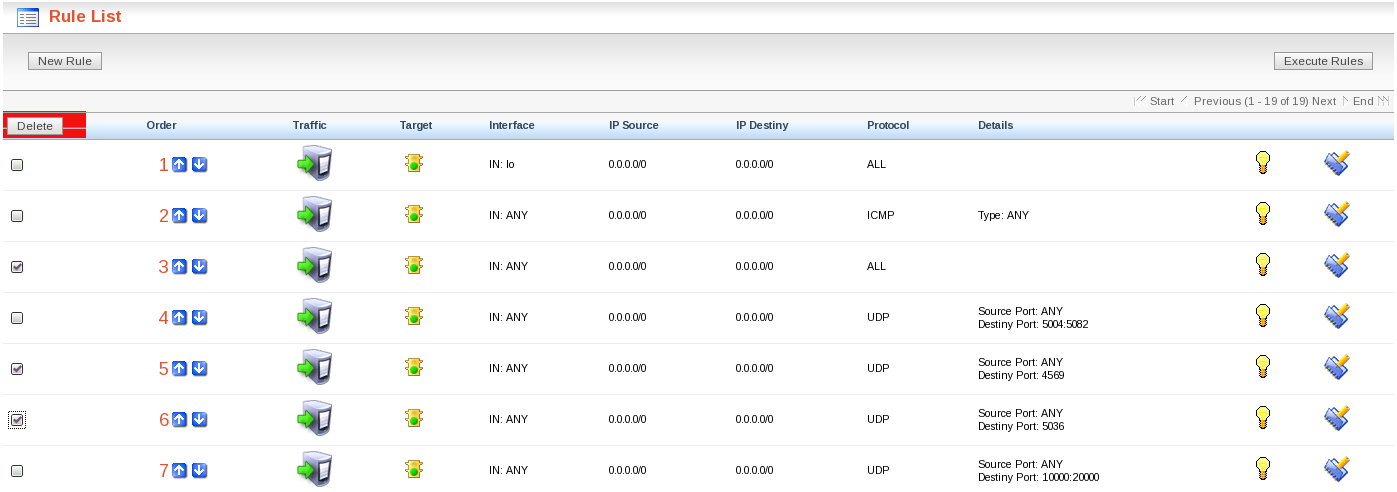 Rule List
New Rule Execute Rules
Start Previous (1 - 19 of 19) Next End
Delete Order Traffic Target Interface IP Source IP Destiny Protocol Details
1 IN: lo 0.0.0.0/0 0.0.0.0/0 ALL
2 IN: ANY 0.0.0.0/0 0.0.0.0/0 ICMP Type: ANY
3 IN: ANY 0.0.0.0/0 0.0.0.0/0 ALL
4 IN: ANY 0.0.0.0/0 0.0.0.0/0 UDP Source Port: ANY
Destiny Port: 5004:5082
5 IN: ANY 0.0.0.0/0 0.0.0.0/0 UDP Source Port: ANY
Destiny Port: 4569
6 IN: ANY 0.0.0.0/0 0.0.0.0/0 UDP Source Port: ANY
Destiny Port: 5036
7 IN: ANY 0.0.0.0/0 0.0.0.0/0 UDP Source Port: ANY
Destiny Port: 10000:20000